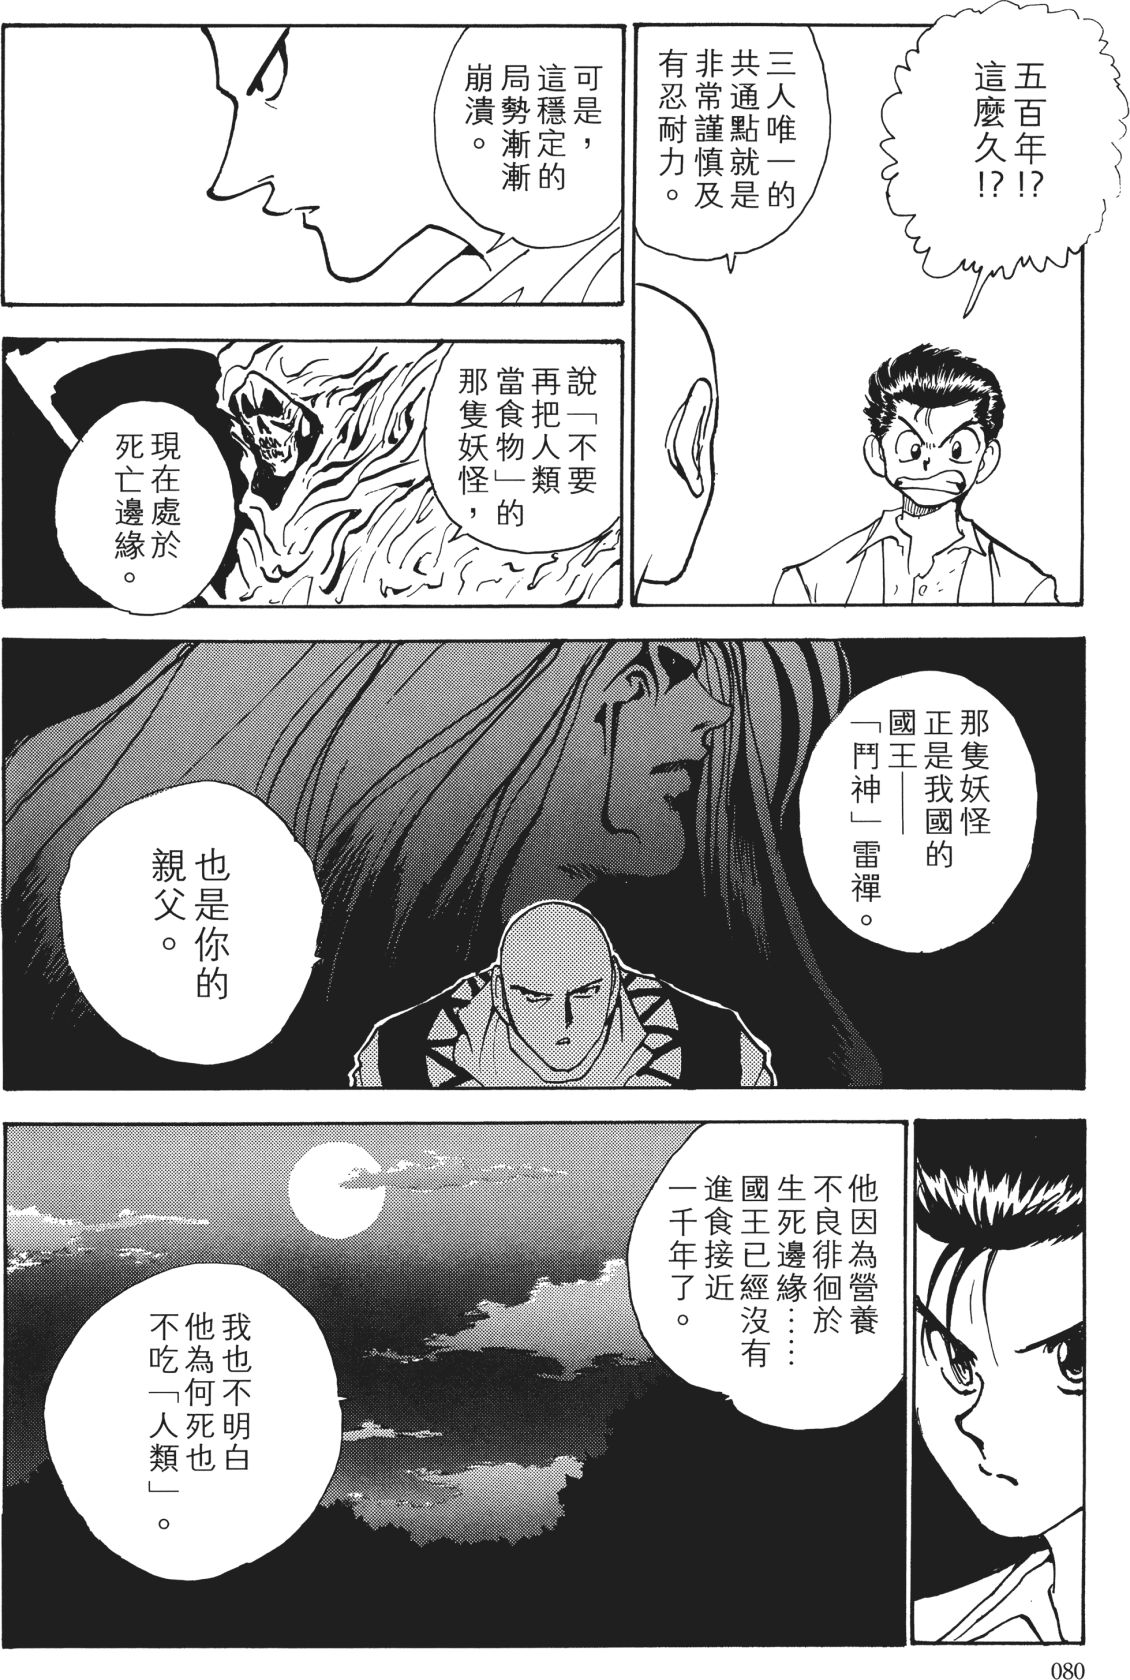 五百年!?
這麼久!?
三人唯一的
共通點就是
非常謹慎及
有忍耐力。
可是，
這穩定的
局勢漸漸
崩潰。
說「不要
再把人類
當食物」的
那隻妖怪，
現在處於
死亡邊緣。
那隻妖怪
正是我國的
國王——
「鬥神」雷禪。
也是你的
親父。
他因為營養
不良徘徊於
生死邊緣……
國王已經沒有
進食接近
一千年了。
我也不明白
他為何死也
不吃「人類」。
080